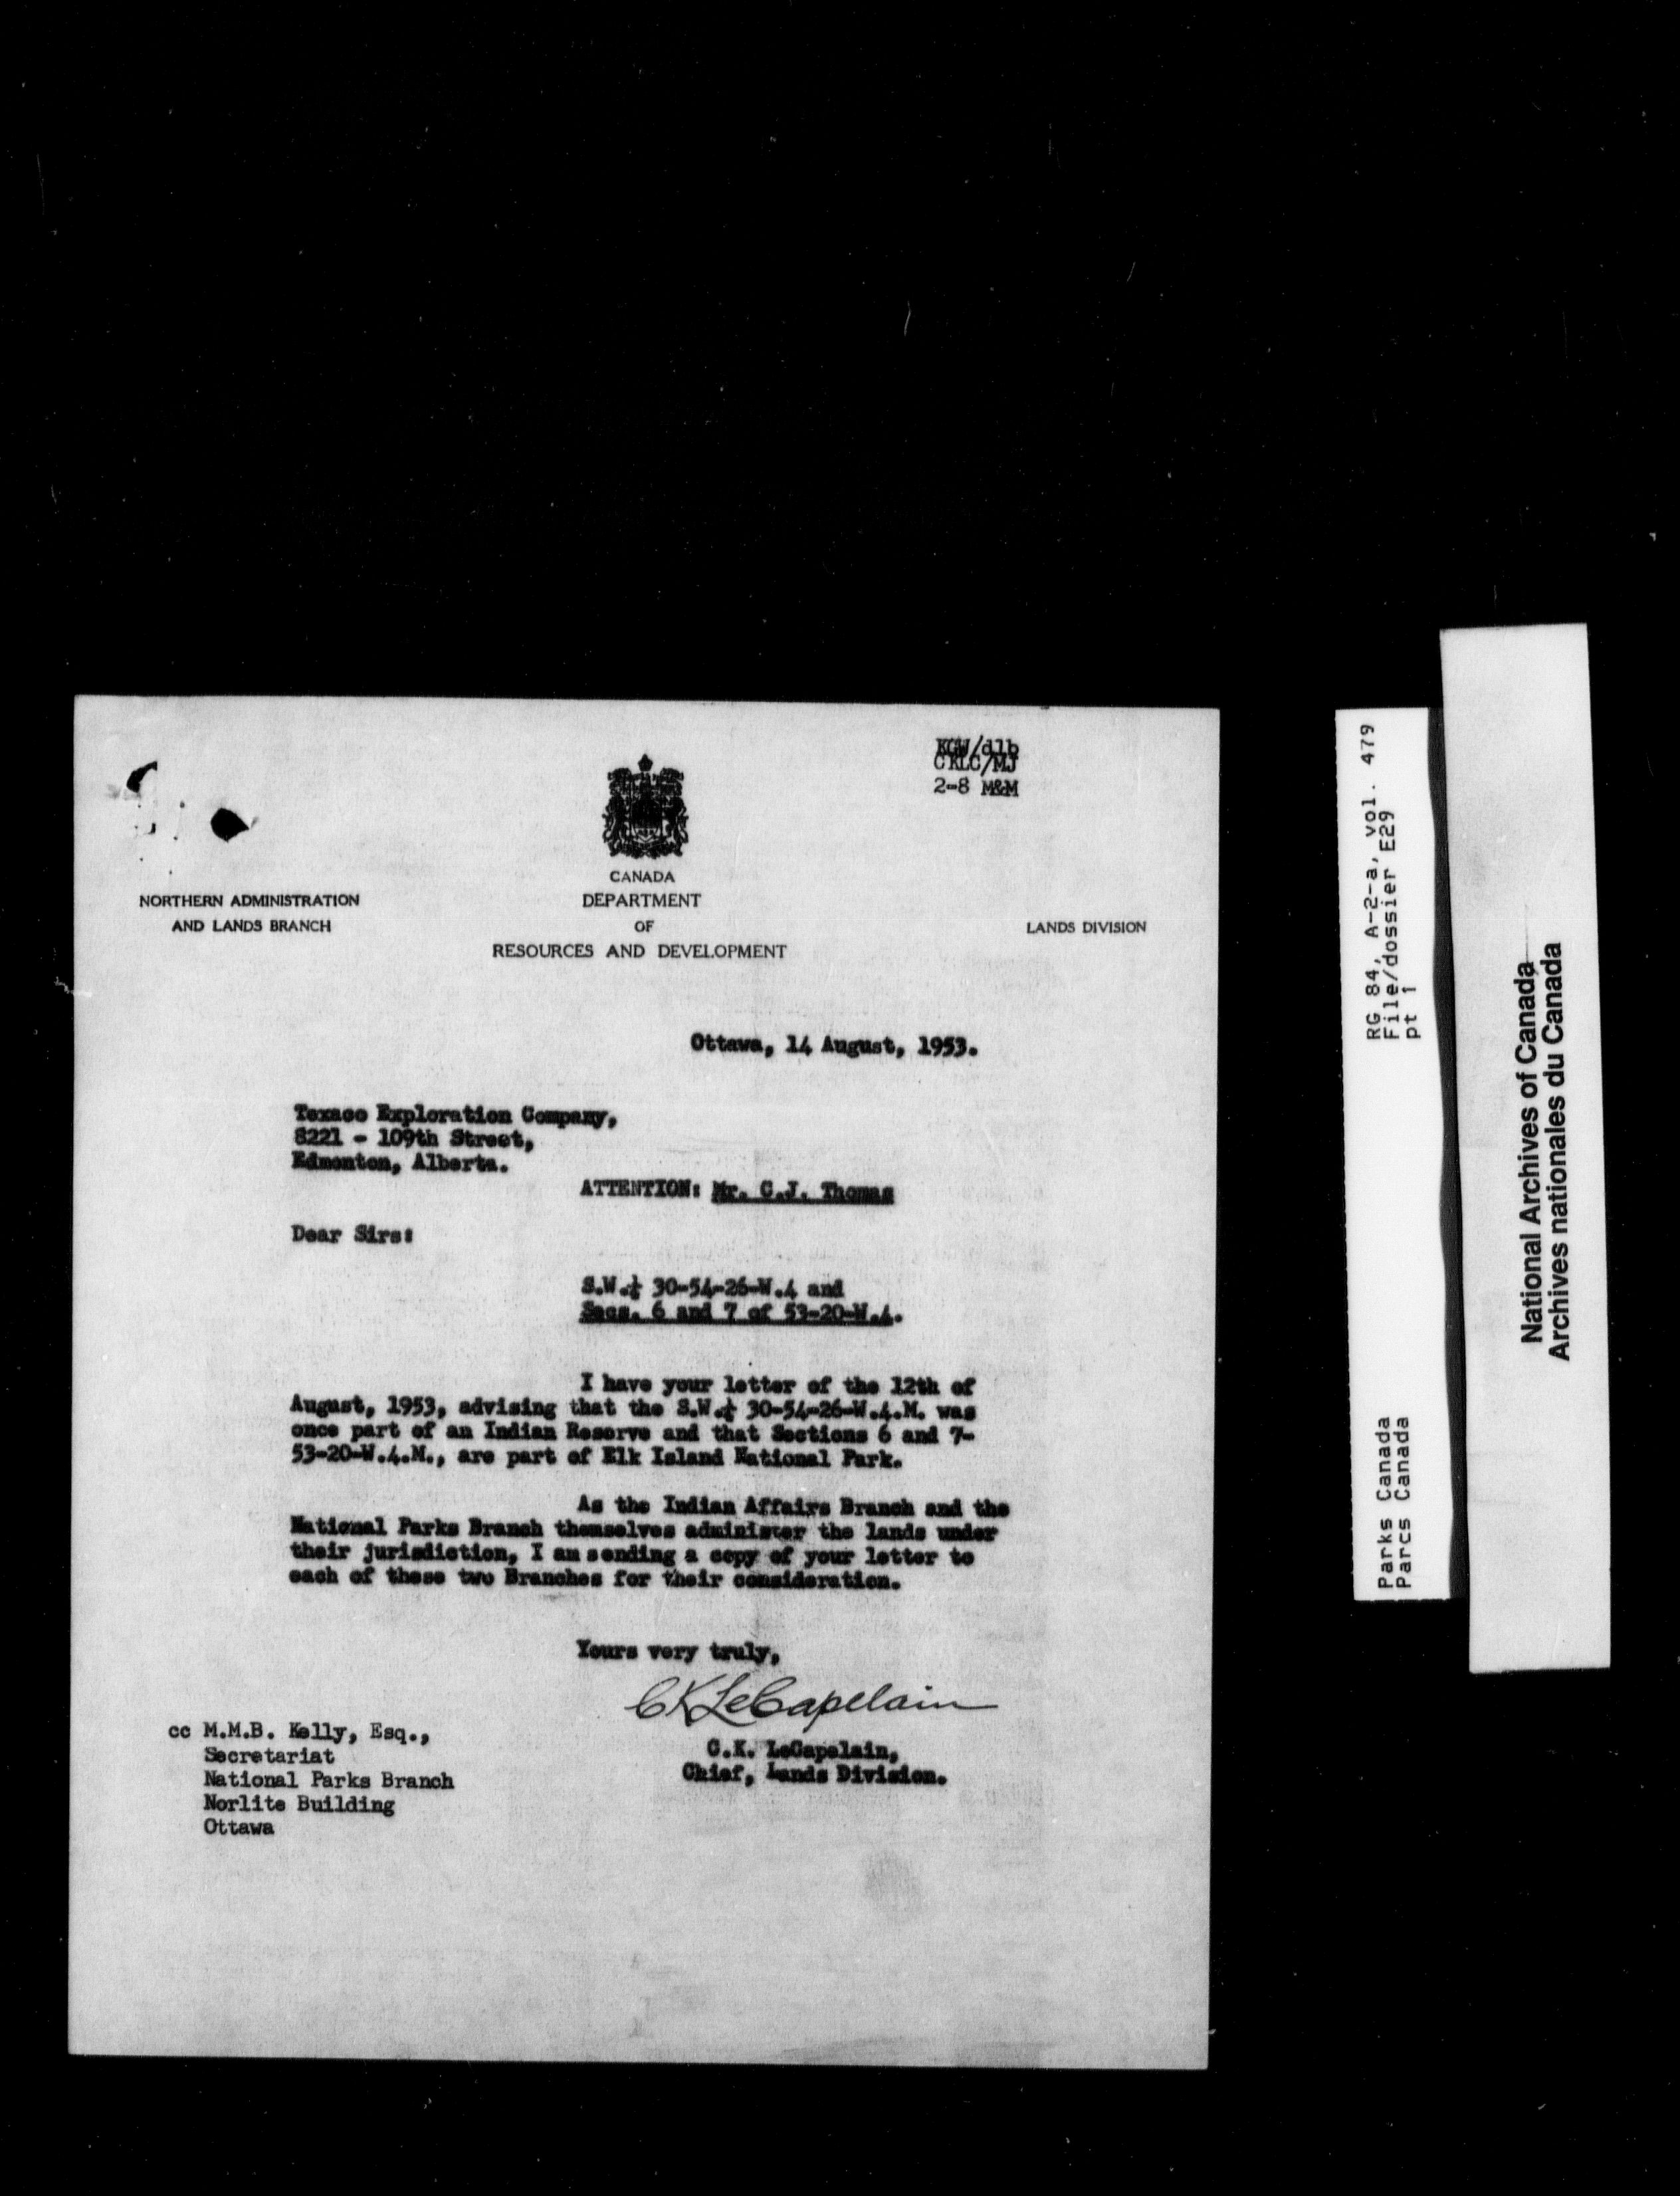 KGW/dlb
CKLC/MJ
2-8 M&M
CANADA
NORTHERN ADMINISTRATION
AND LANDS BRANCH
DEPARTMENT
OF
RESOURCES AND DEVELOPMENT
LANDS DIVISION
Ottawa, 14 August, 1953.
Texaco Exploration Company,
8221 - 109th Street,
Edmonton, Alberta.
ATTENTION: Mr. C.J. Thomas
Dear Sirs:
S.W.¼ 30-54-26-W.4 and
Secs. 6 and 7 of 53-20-W.4.
I have your letter of the 12th of
August, 1953, advising that the S.W.¼ 30-54-26-W.4.M. was
once part of an Indian Reserve and that Sections 6 and 7-
53-20-W.4.M., are part of Elk Island National Park.
As the Indian Affairs Branch and the
National Parks Branch themselves administer the lands under
their jurisdiction, I am sending a copy of your letter to
each of these two Branches for their consideration.
Yours very truly,
CKLeCapelain
C.K. LeCapelain,
Chief, Lands Division.
cc M.M.B. Kelly, Esq.,
Secretariat
National Parks Branch
Norlite Building
Ottawa
RG 84, A-2-a, vol. 479
File/dossier E29
pt 1
Parks Canada
Parcs Canada
National Archives of Canada
Archives nationales du Canada